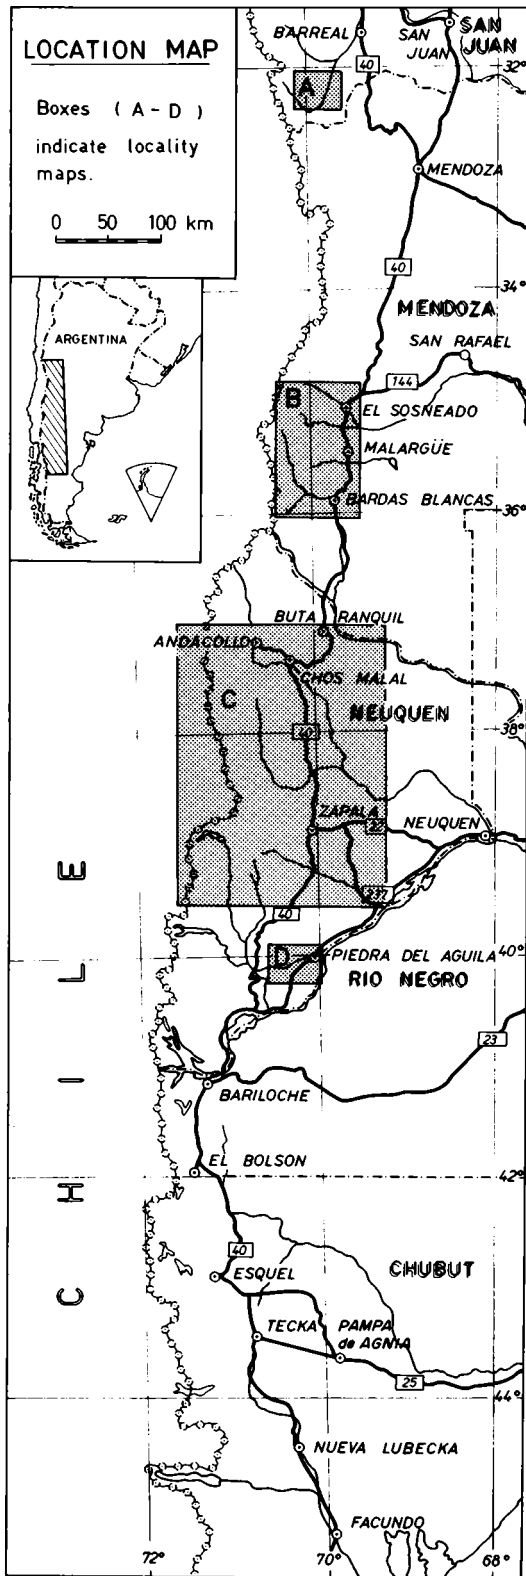 LOCATION MAP
Boxes (A-D)
indicate locality
maps.
0 50 100 km
ARGENTINA
BARREAL
SAN
JUAN
SAN
JUAN
40
32°
A
MENDOZA
40
34°
MENDOZA
SAN RAFAEL
144
B
EL SOSNEADO
MALARGÜE
BARDAS BLANCAS
36°
BUTA RANQUIL
ANDACOLLO
CHOS MALAL
C
NEUQUEN
40
38°
ZAPALA
22
NEUQUEN
237
40
40°
D
PIEDRA DEL AGUILA
RIO NEGRO
23
BARILOCHE
EL BOLSON
42°
CHILE
40
ESQUEL
CHUBUT
TECKA
PAMPA
de AGNIA
25
44°
NUEVA LUBECKA
FACUNDO
72°
70°
68°